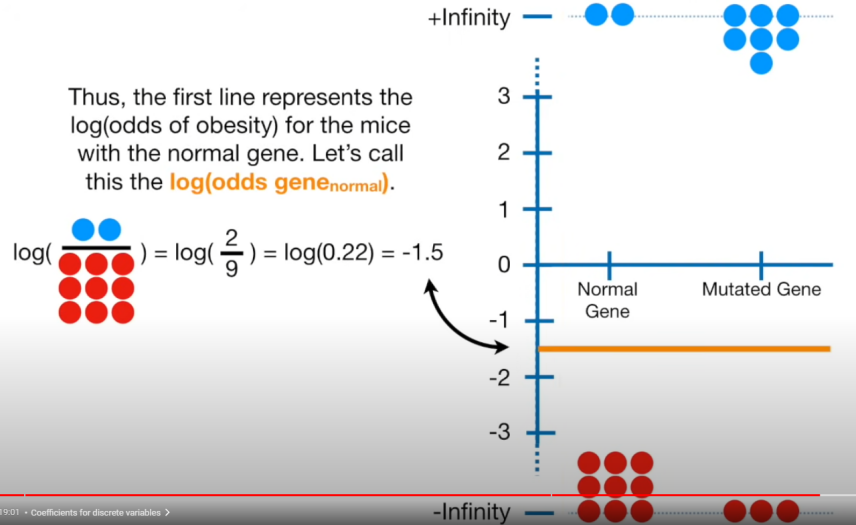 +Infinity
Thus, the first line represents the
log(odds of obesity) for the mice
with the normal gene. Let’s call
this the log(odds genenormal).
log( ) = log( 2/9 ) = log(0.22) = -1.5
3
2
1
0
-1
-2
-3
Normal
Gene
Mutated Gene
-Infinity
19:01 • Coefficients for discrete variables >